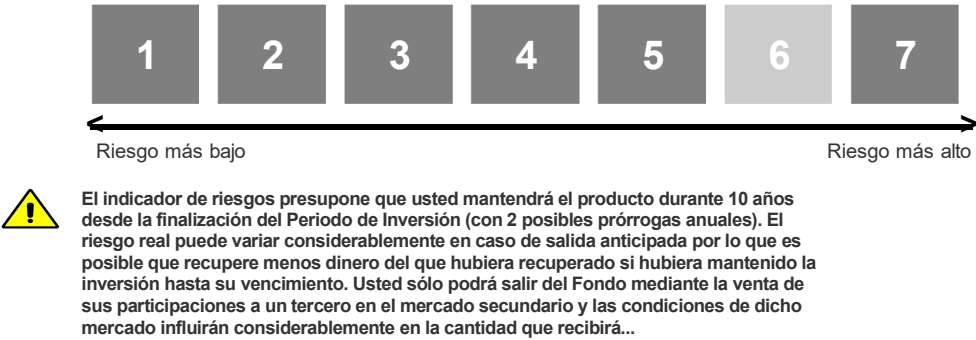 1 2 3 4 5 6 7
Riesgo más bajo Riesgo más alto
El indicador de riesgos presupone que usted mantendrá el producto durante 10 años
desde la finalización del Periodo de Inversión (con 2 posibles prórrogas anuales). El
riesgo real puede variar considerablemente en caso de salida anticipada por lo que es
posible que recupere menos dinero del que hubiera recuperado si hubiera mantenido la
inversión hasta su vencimiento. Usted sólo podrá salir del Fondo mediante la venta de
sus participaciones a un tercero en el mercado secundario y las condiciones de dicho
mercado influirán considerablemente en la cantidad que recibirá...